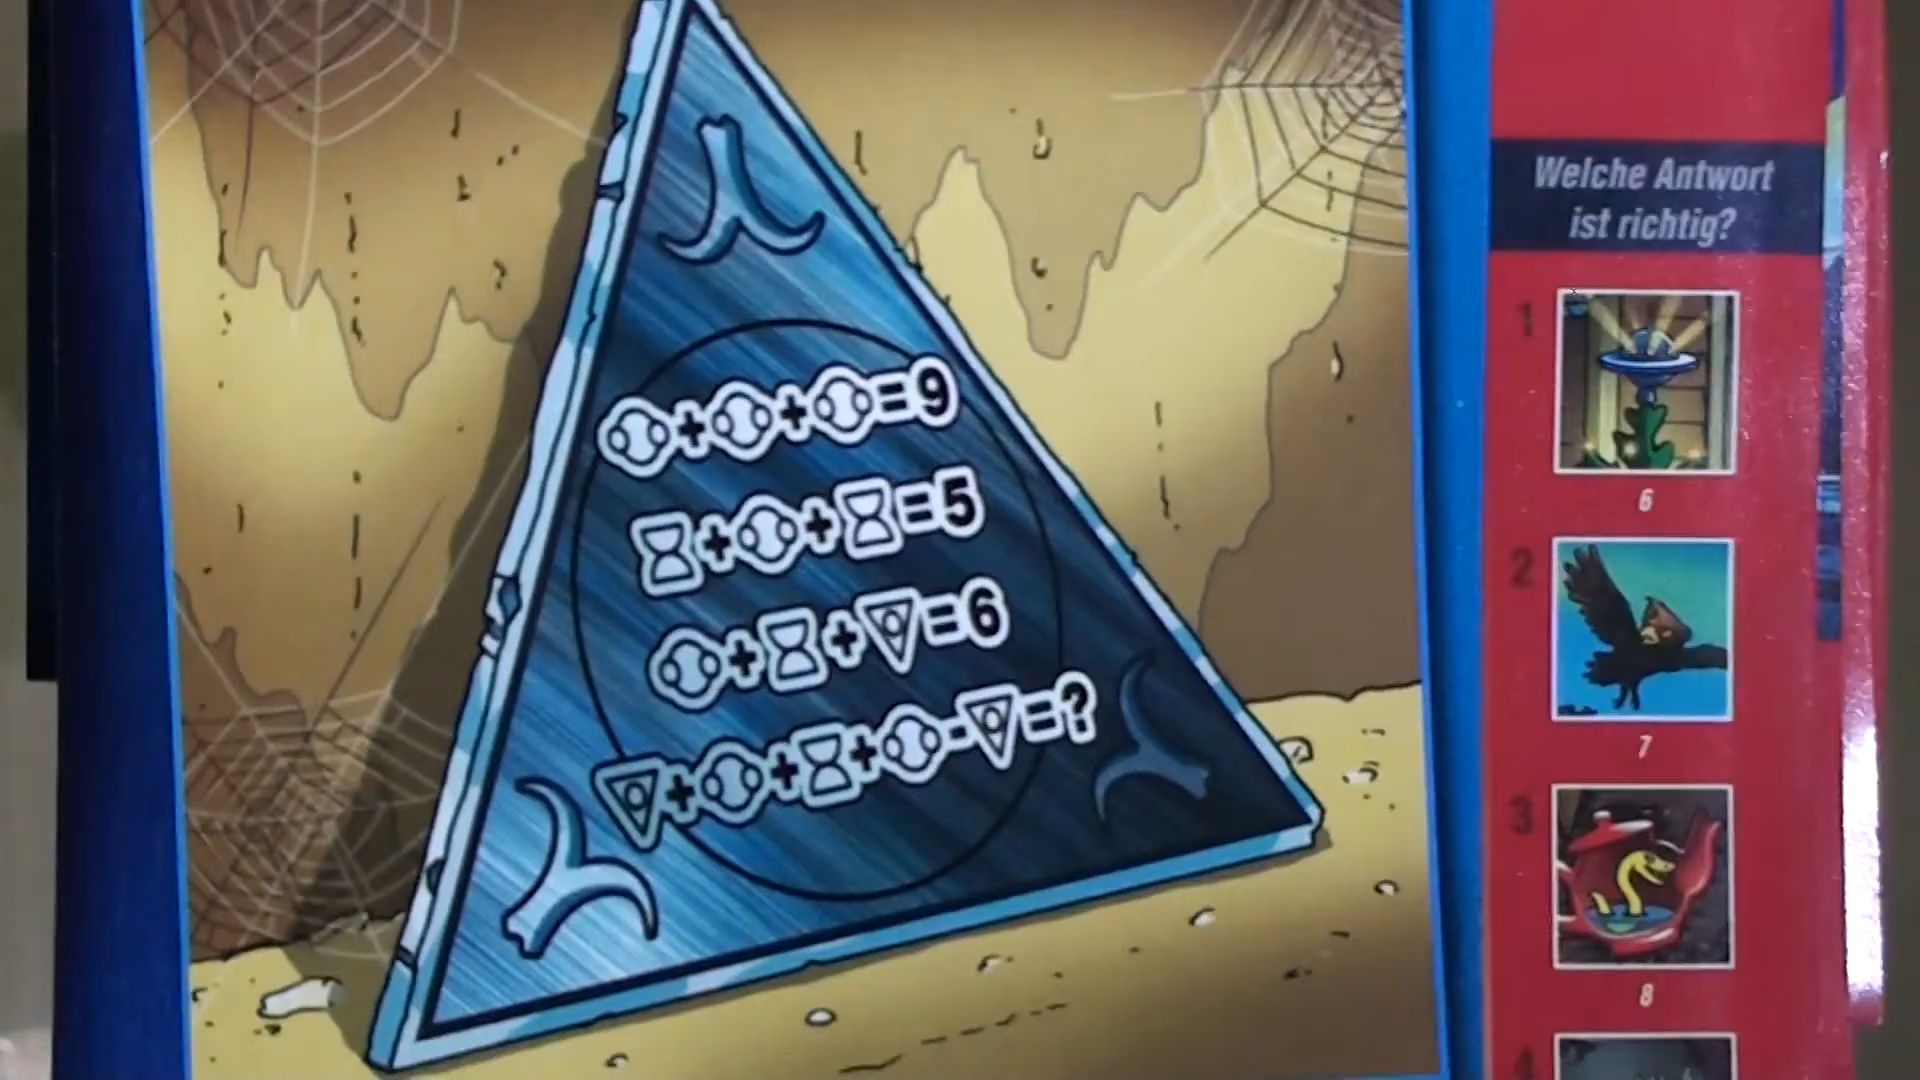 + + = 9
+ + = 5
+ + = 6
+ + + - = ?
Welche Antwort
ist richtig?
1
6
2
7
3
8
4